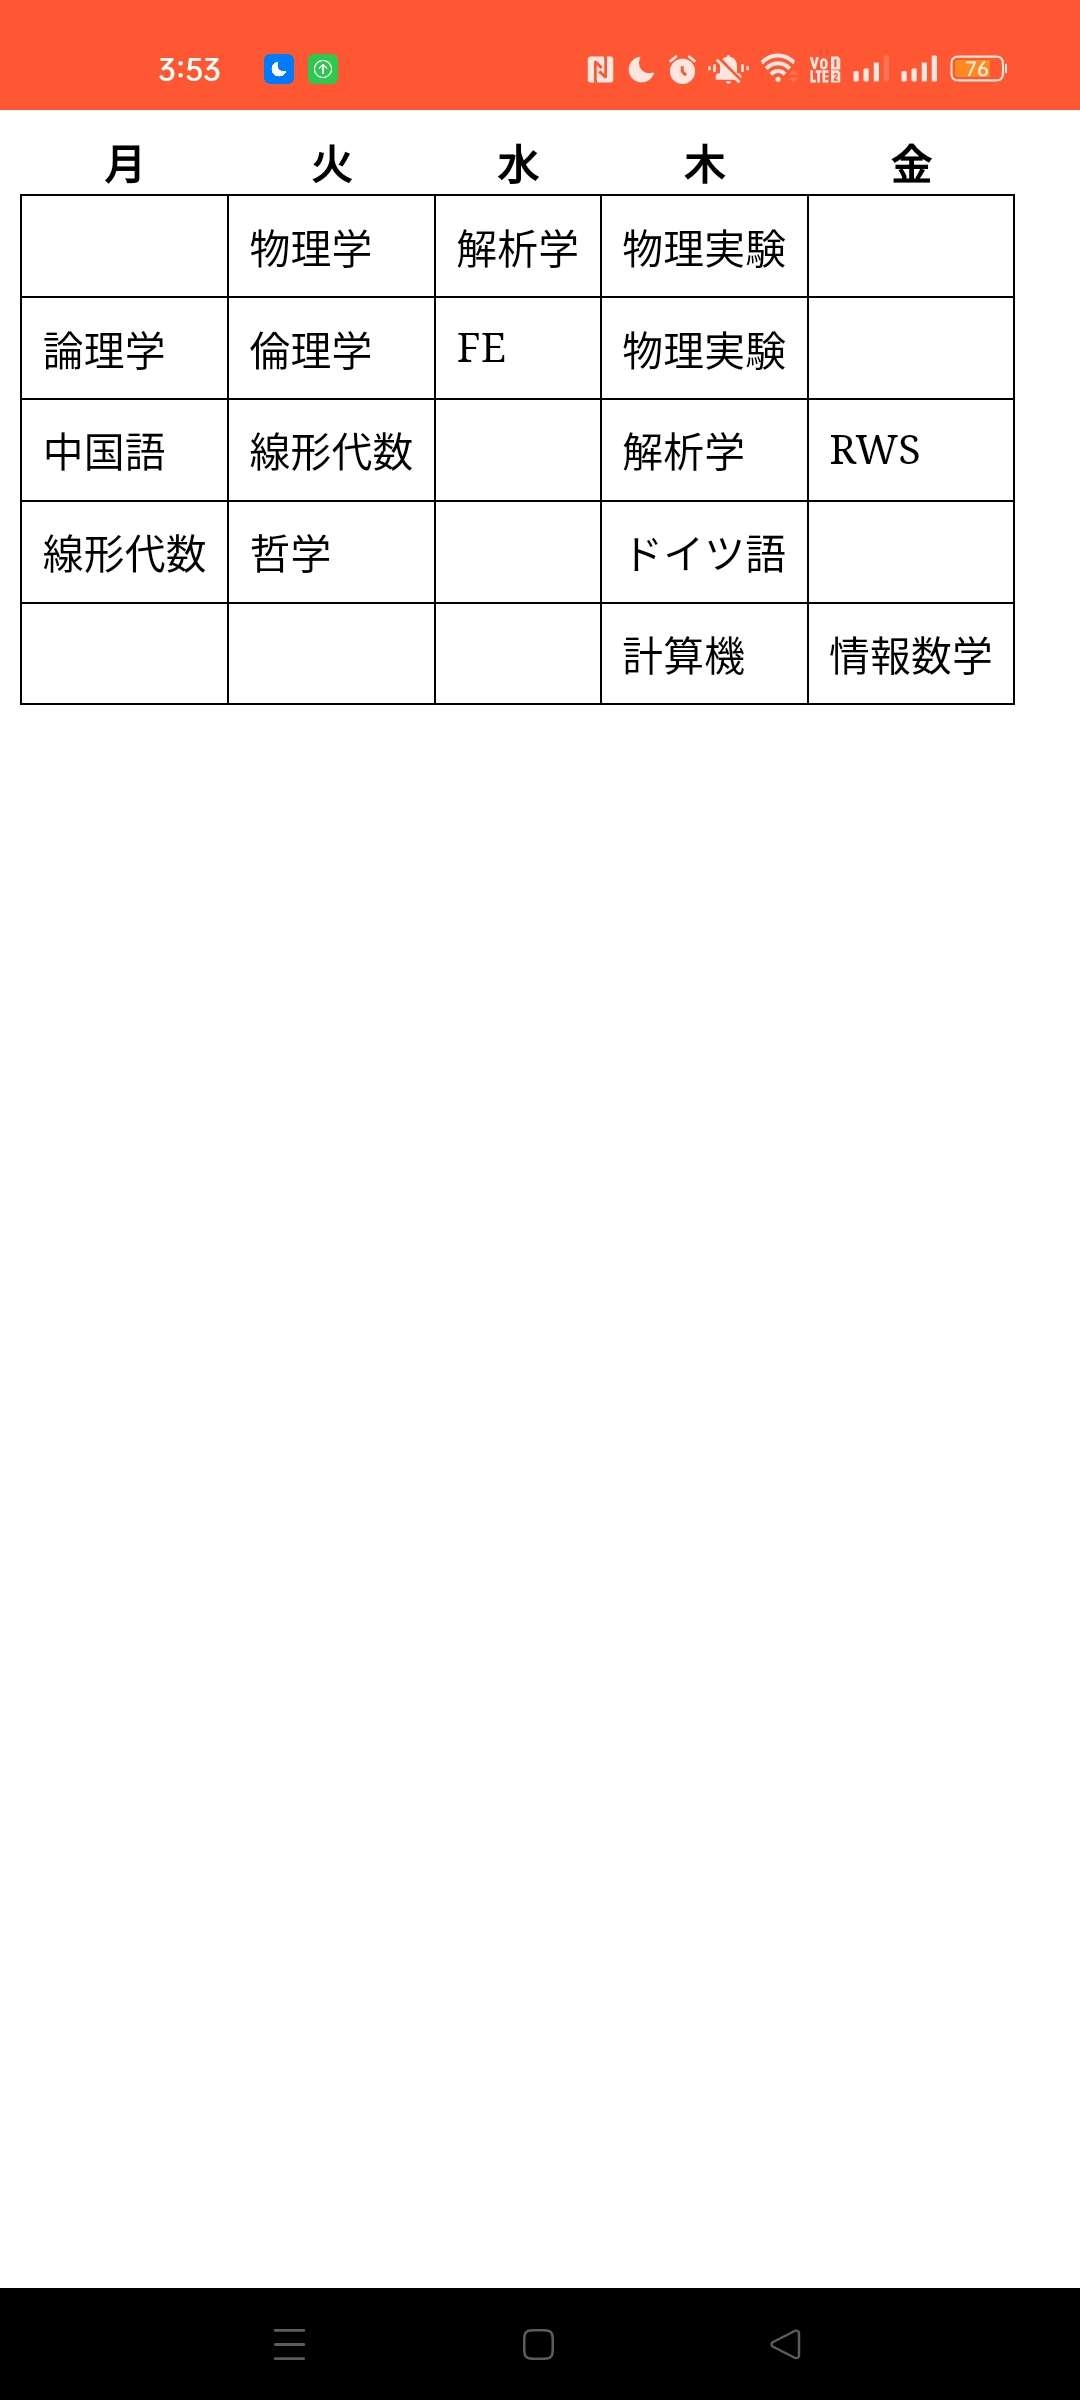 3:53
VoLTE 1 2
76
月 火 水 木 金
物理学 解析学 物理実験
論理学 倫理学 FE 物理実験
中国語 線形代数 解析学 RWS
線形代数 哲学 ドイツ語
計算機 情報数学